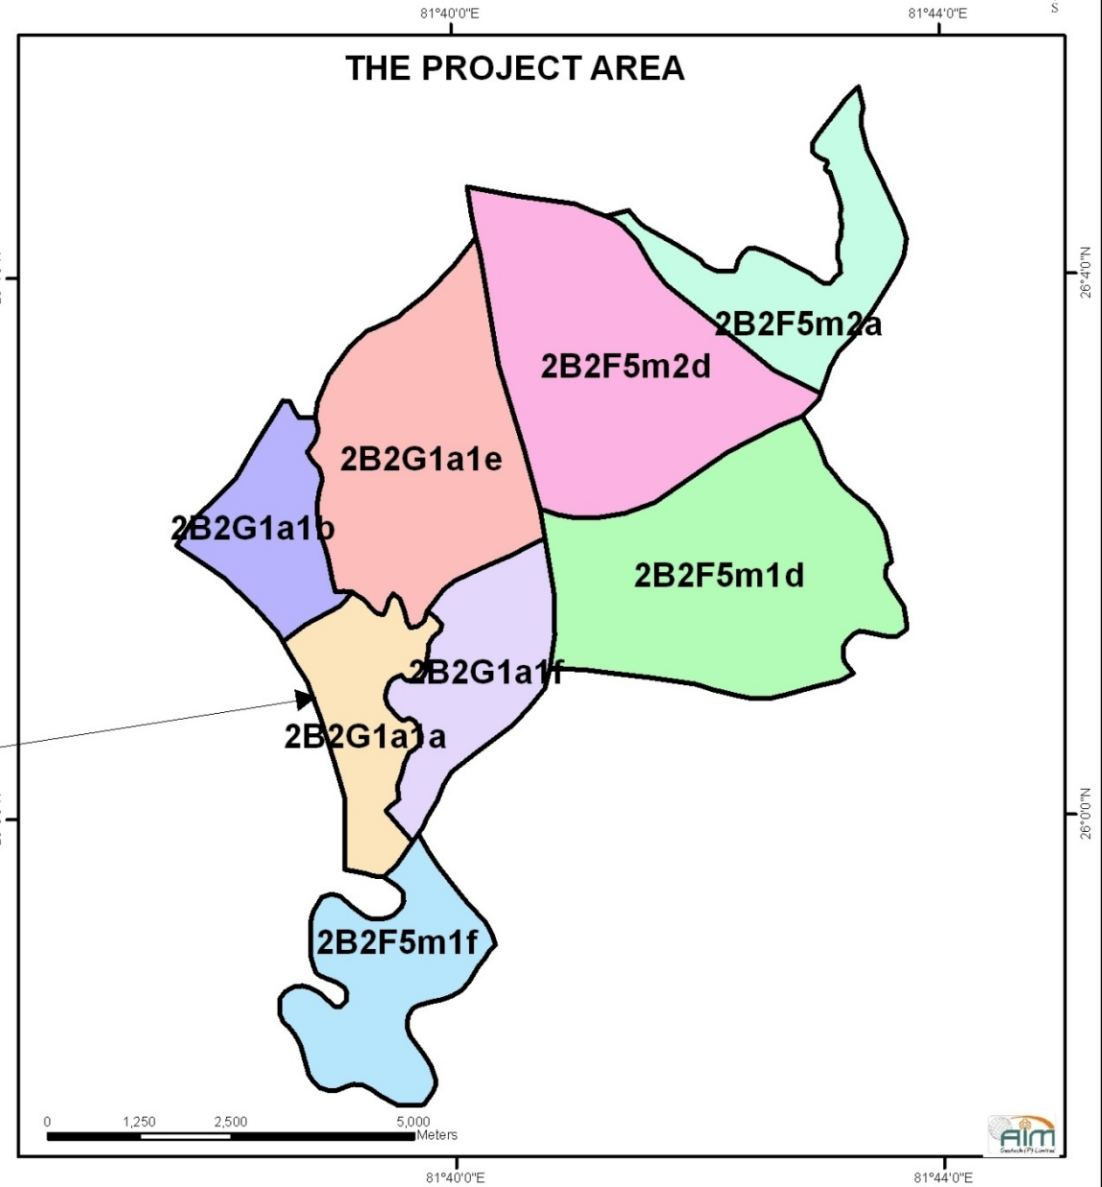 81°40'0"E
81°44'0"E
S
THE PROJECT AREA
26°4'0"N
2B2F5m2a
2B2F5m2d
2B2G1a1e
2B2G1a1b
2B2F5m1d
2B2G1a1f
2B2G1a1a
26°0'0"N
2B2F5m1f
0 1,250 2,500 5,000
Meters
AIM
81°40'0"E
81°44'0"E